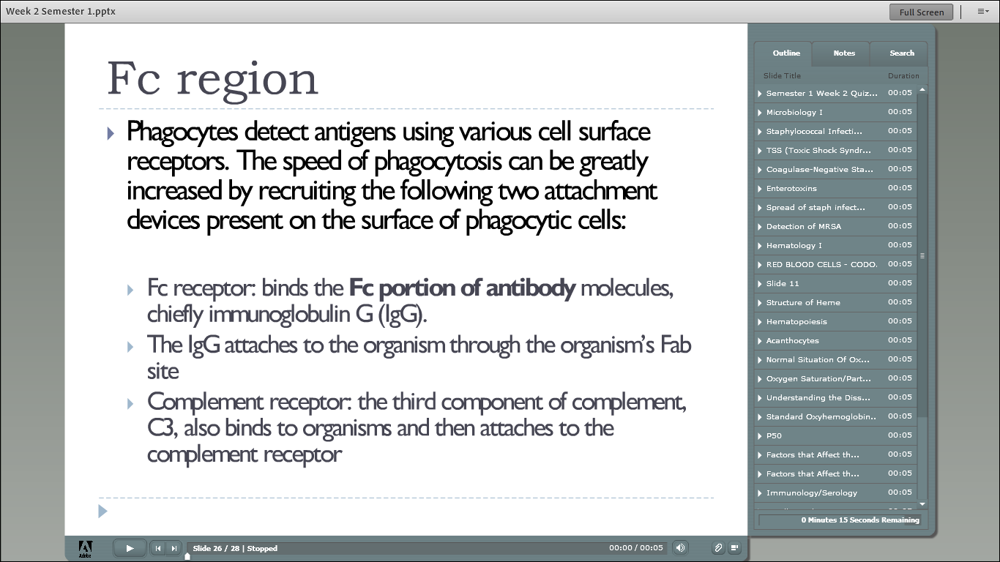 Week 2 Semester 1.pptx
Full Screen
Fc region
Phagocytes detect antigens using various cell surface
receptors. The speed of phagocytosis can be greatly
increased by recruiting the following two attachment
devices present on the surface of phagocytic cells:
Fc receptor: binds the Fc portion of antibody molecules,
chiefly immunoglobulin G (IgG).
The IgG attaches to the organism through the organism's Fab
site
Complement receptor: the third component of complement,
C3, also binds to organisms and then attaches to the
complement receptor
Outline Notes Search
Slide Title Duration
Semester 1 Week 2 Quiz... 00:05
Microbiology I 00:05
Staphylococcal Infecti... 00:05
TSS (Toxic Shock Syndr... 00:05
Coagulase-Negative Sta... 00:05
Enterotoxins 00:05
Spread of staph infect... 00:05
Detection of MRSA 00:05
Hematology I 00:05
RED BLOOD CELLS - CODO. 00:05
Slide 11 00:05
Structure of Heme 00:05
Hematopoiesis 00:05
Acanthocytes 00:05
Normal Situation Of Ox... 00:05
Oxygen Saturation/Part... 00:05
Understanding the Diss... 00:05
Standard Oxyhemoglobin.. 00:05
P50 00:05
Factors that Affect th... 00:05
Factors that Affect th... 00:05
Immunology/Serology 00:05
0 Minutes 15 Seconds Remaining
Adobe
Slide 26 / 28 | Stopped 00:00 / 00:05